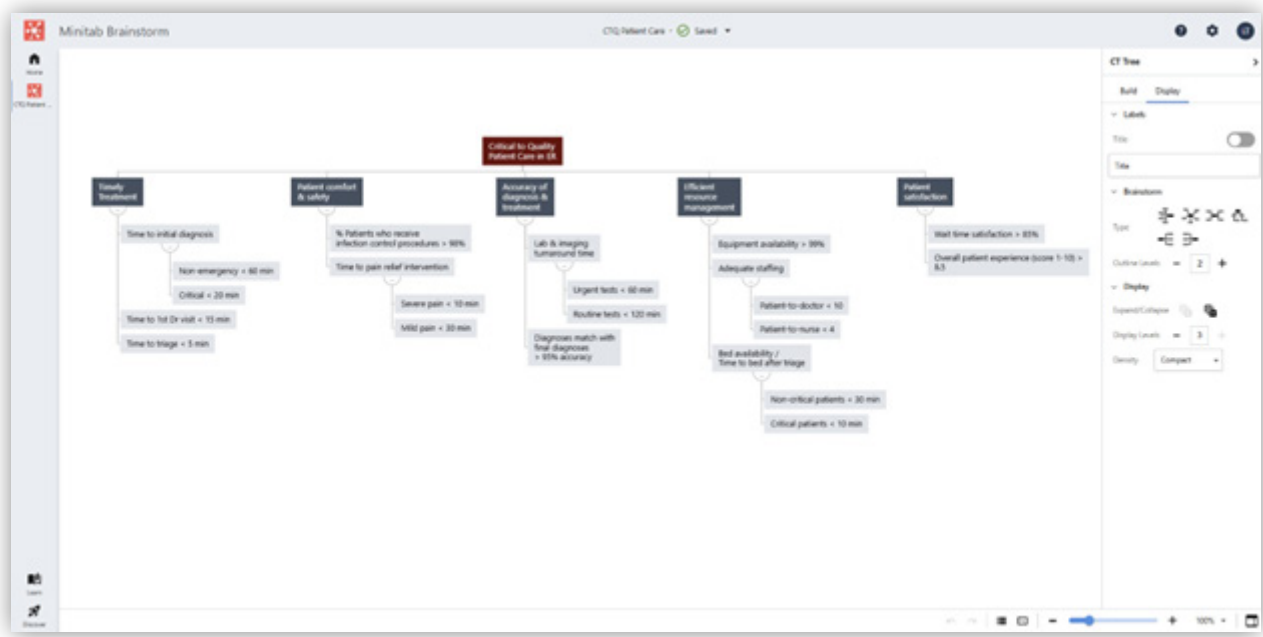 Minitab Brainstorm
CTQ Patient Care - Saved
Home
CTQ Patient ...
Critical to Quality
Patient Care in ER
Timely
Treatment
Time to initial diagnosis
Non-emergency < 60 min
Critical < 20 min
Time to 1st Dr visit < 15 min
Time to triage < 5 min
Patient comfort
& safety
% Patients who receive
infection control procedures > 98%
Time to pain relief intervention
Severe pain < 10 min
Mild pain < 30 min
Accuracy of
diagnosis &
treatment
Lab & imaging
turnaround time
Urgent tests < 60 min
Routine tests < 120 min
Diagnoses match with
final diagnoses
> 95% accuracy
Efficient
resource
management
Equipment availability > 99%
Adequate staffing
Patient-to-doctor < 10
Patient-to-nurse < 4
Bed availability /
Time to bed after triage
Non-critical patients < 30 min
Critical patients < 10 min
Patient
satisfaction
Wait time satisfaction > 85%
Overall patient experience (score 1-10) >
8.5
CT Tree
Build Display
Labels
Title
Title
Brainstorm
Type
Outline Levels 2
Display
Expand/Collapse
Display Levels 3
Density Compact
Learn
Discover
100%